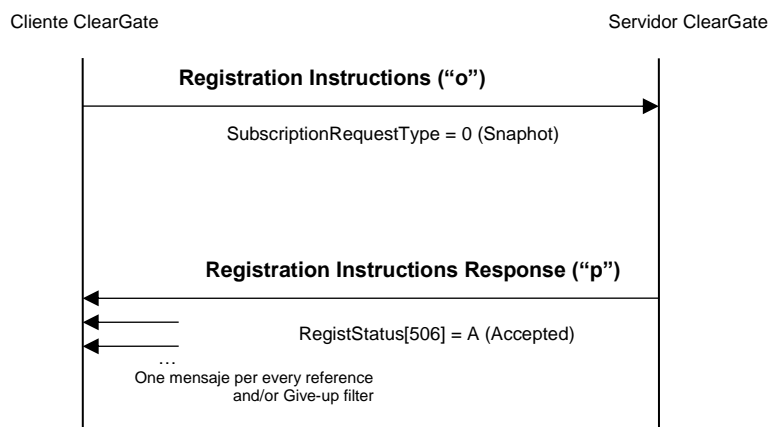 Cliente ClearGate
Servidor ClearGate
Registration Instructions (“o”)
SubscriptionRequestType = 0 (Snaphot)
Registration Instructions Response (“p”)
RegistStatus[506] = A (Accepted)
…
One mensaje per every reference
and/or Give-up filter